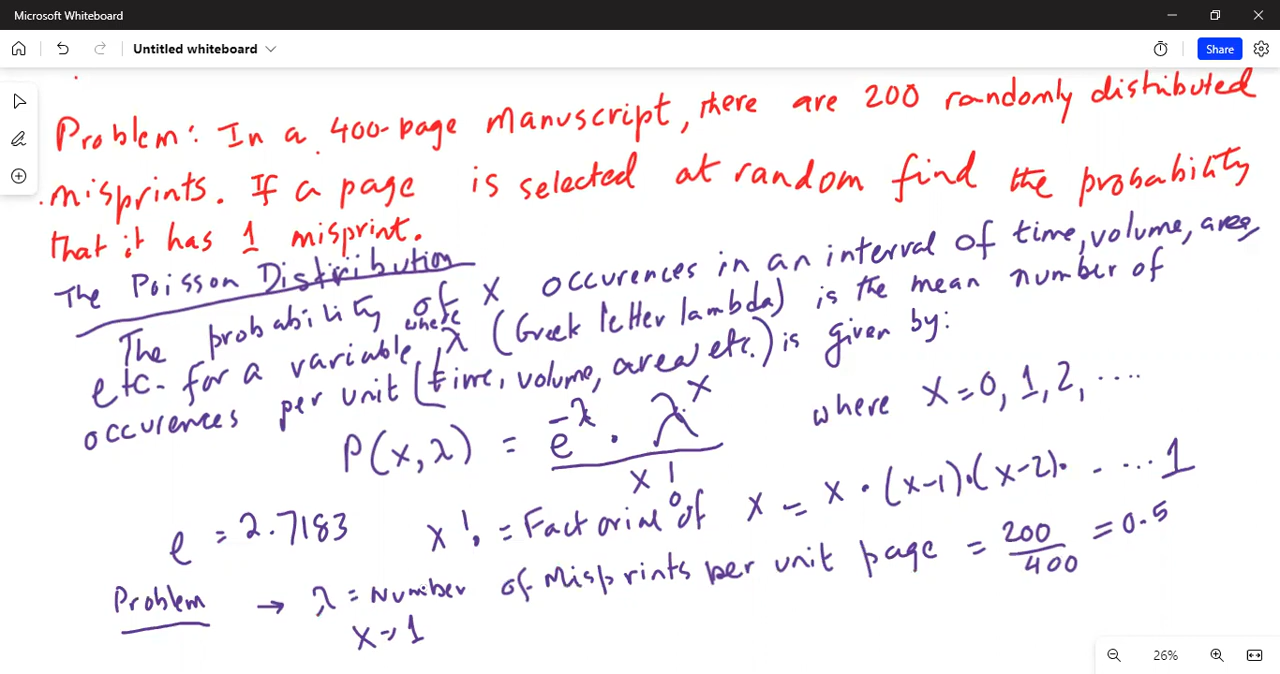 Microsoft Whiteboard
Untitled whiteboard
Share
Problem: In a 400-page manuscript, there are 200 randomly distributed
misprints. If a page is selected at random find the probability
that it has 1 misprint.
The Poisson Distribution
The probability of X occurences in an interval of time, volume, area,
etc. for a variable where λ (Greek letter lambda) is the mean number of
occurences per unit (time, volume, area etc.) is given by:
P(X, λ) = e^-λ · λ^X / X! where X = 0, 1, 2, ....
e = 2.7183 X! = Factorial of X = X · (X-1) · (X-2) · . ... 1
Problem → λ = Number of Misprints per unit page = 200/400 = 0.5
X = 1
26%